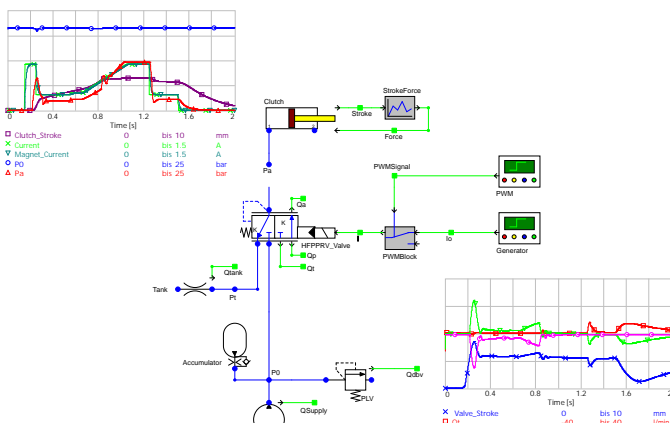 0 0.4 0.8 1.2 1.6 2
Time [s]
Clutch_Stroke 0 bis 10 mm
Current 0 bis 1.5 A
Magnet_Current 0 bis 1.5 A
P0 0 bis 25 bar
Pa 0 bis 25 bar
Clutch
StrokeForce
Stroke
Force
Pa
PWMSignal
PWM
Qa
K
K
HFPPRV_Valve
I
PWMBlock
Io
Generator
Qp
Qt
Qtank
Tank
Pt
Accumulator
P0
PLV
Qdbv
QSupply
0 0.4 0.8 1.2 1.6 2
Time [s]
Valve_Stroke 0 bis 10 mm
Qt -40 bis 40 l/min